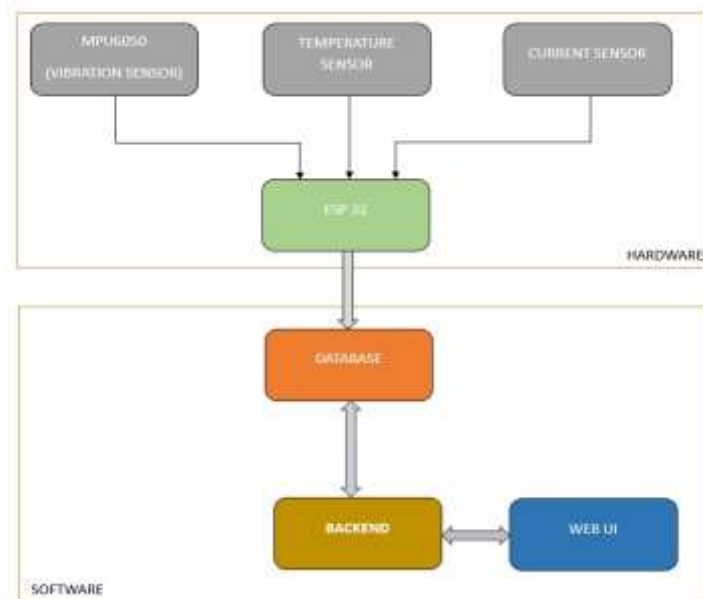 MPU6050
(VIBRATION SENSOR)
TEMPERATURE
SENSOR
CURRENT SENSOR
ESP 32
HARDWARE
DATABASE
BACKEND
WEB UI
SOFTWARE